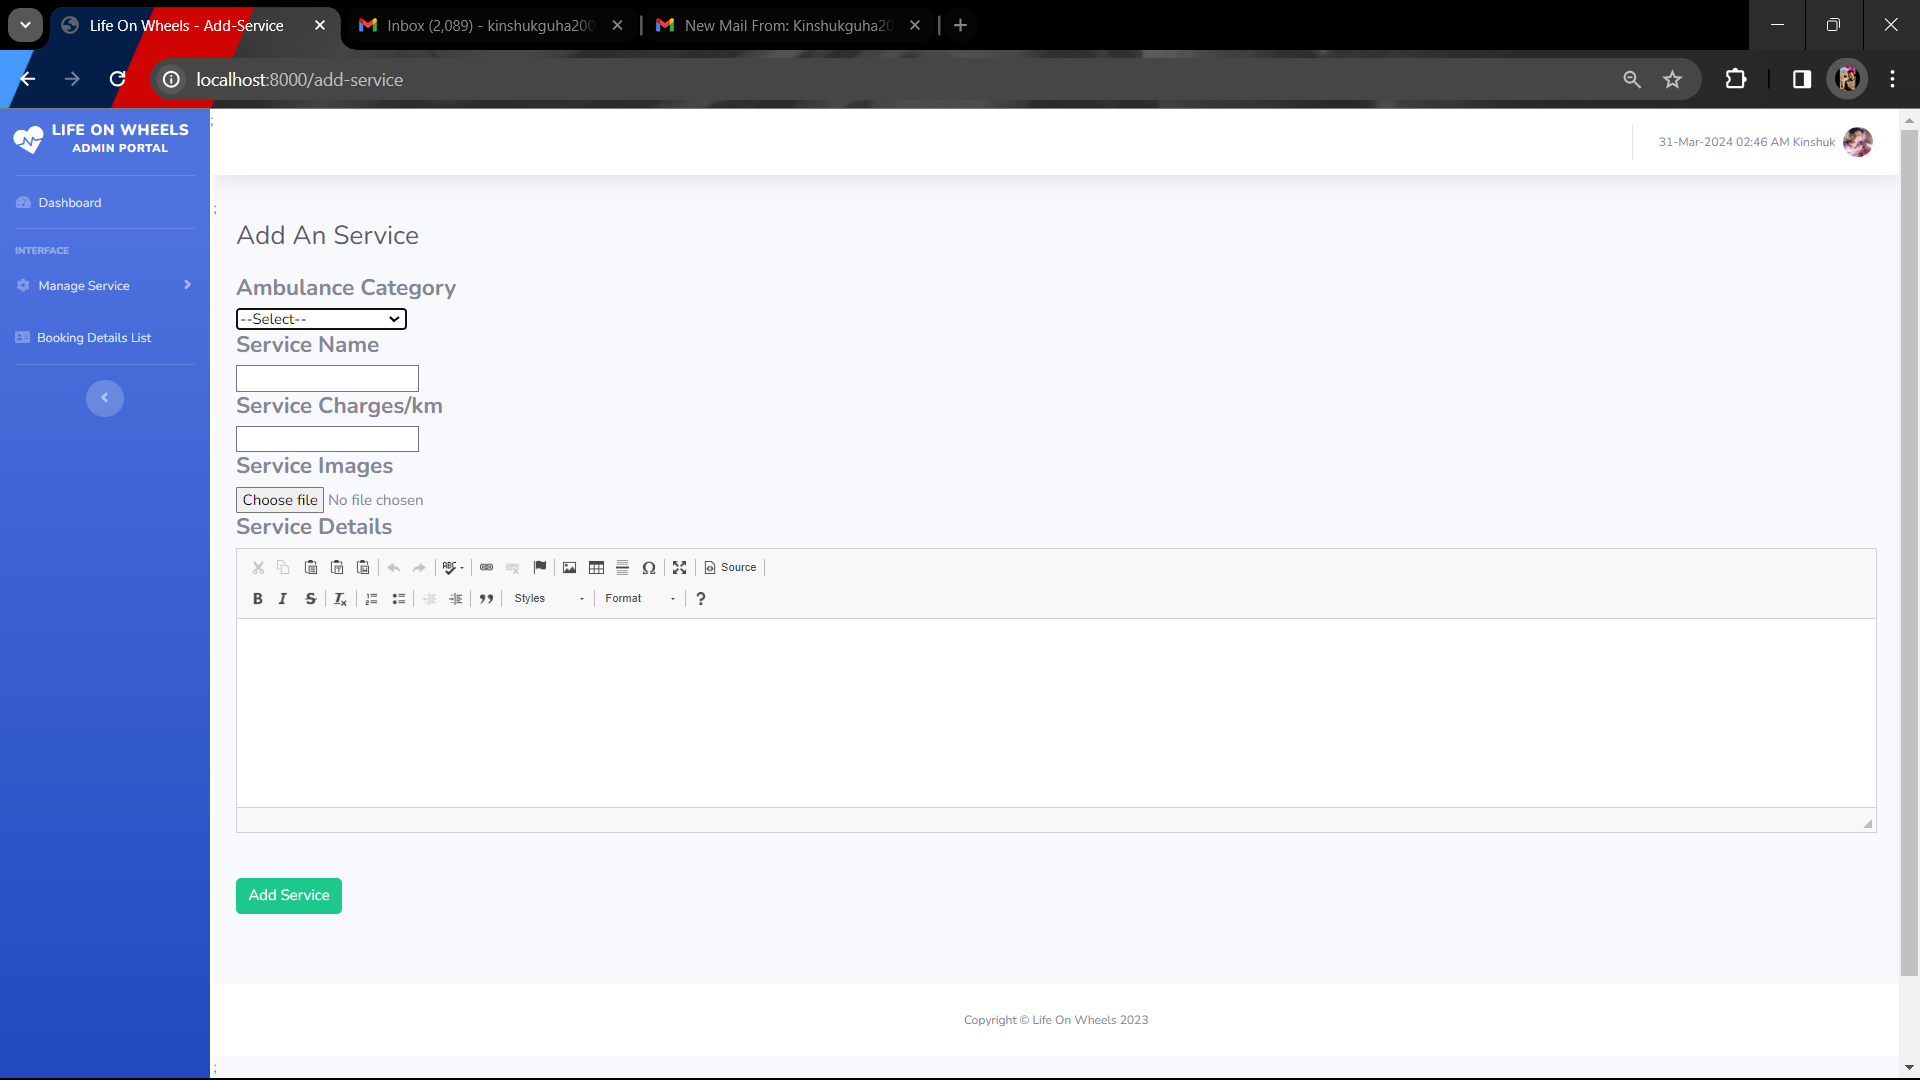 Life On Wheels - Add-Service
Inbox (2,089) - kinshukguha200
New Mail From: Kinshukguha20
localhost:8000/add-service
LIFE ON WHEELS
ADMIN PORTAL
;
31-Mar-2024 02:46 AM Kinshuk
Dashboard
INTERFACE
Manage Service
Booking Details List
;
Add An Service
Ambulance Category
--Select--
Service Name
Service Charges/km
Service Images
Choose file No file chosen
Service Details
ABC
Source
B I S Tx
Styles
Format
?
Add Service
Copyright © Life On Wheels 2023
;